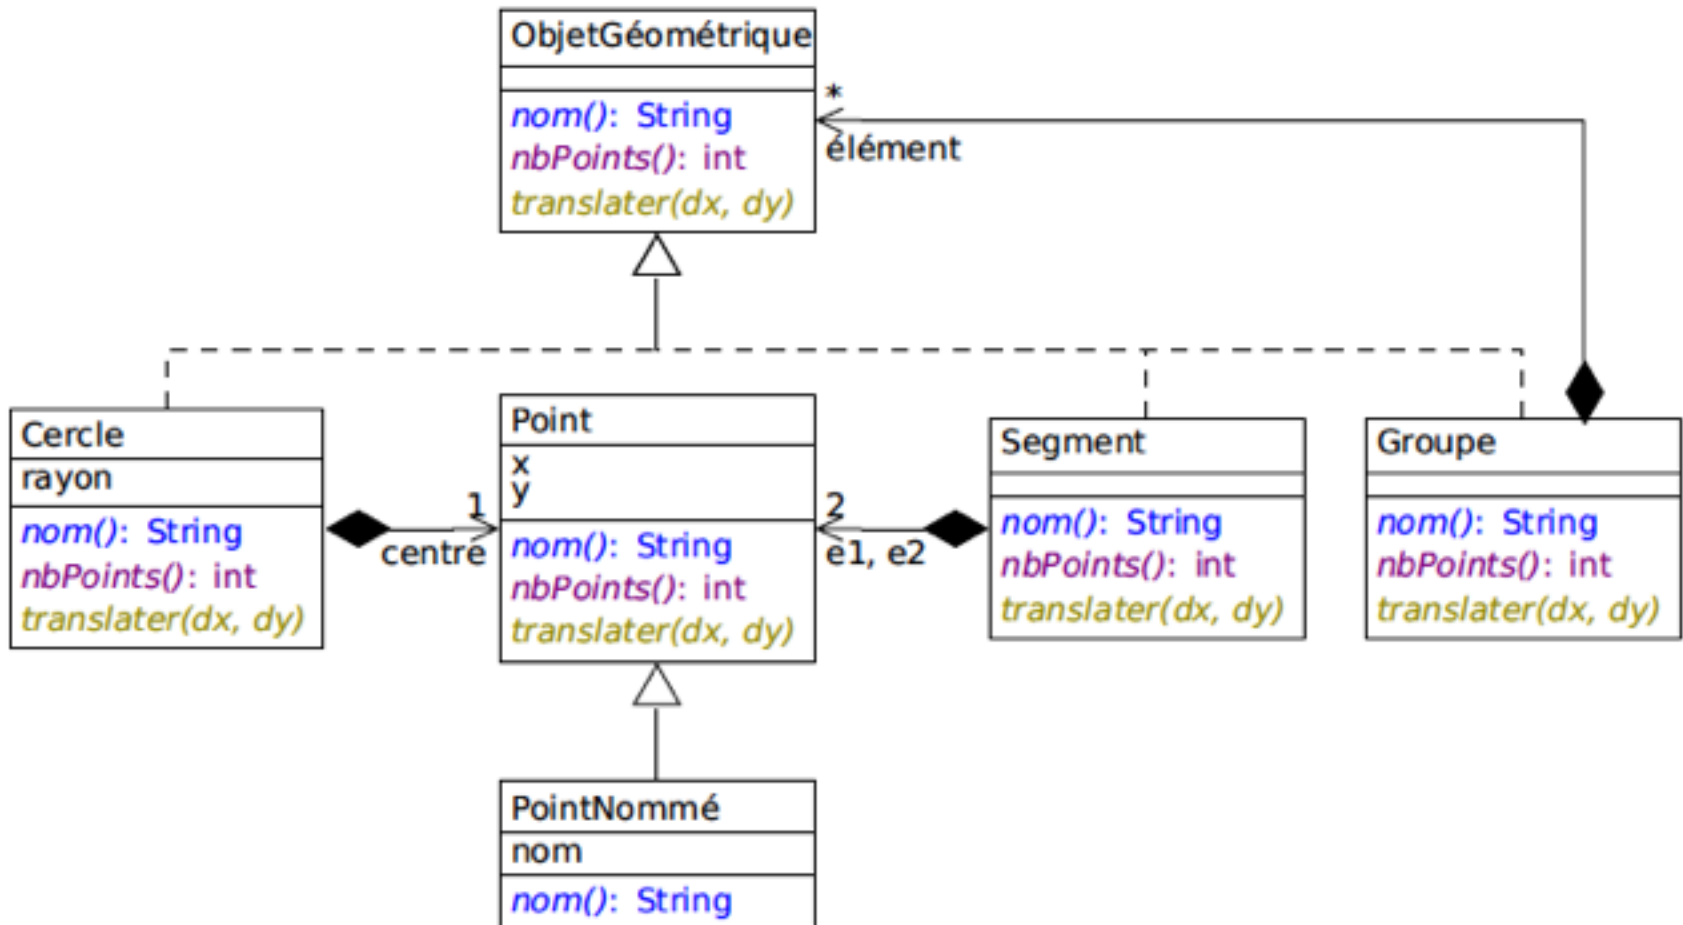 ObjetGéométrique
nom(): String
nbPoints(): int
translater(dx, dy)
*
élément
Cercle
rayon
nom(): String
nbPoints(): int
translater(dx, dy)
1
centre
Point
x
y
nom(): String
nbPoints(): int
translater(dx, dy)
2
e1, e2
Segment
nom(): String
nbPoints(): int
translater(dx, dy)
Groupe
nom(): String
nbPoints(): int
translater(dx, dy)
PointNommé
nom
nom(): String